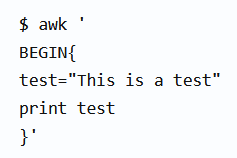 $ awk '
BEGIN{
test="This is a test"
print test
}'